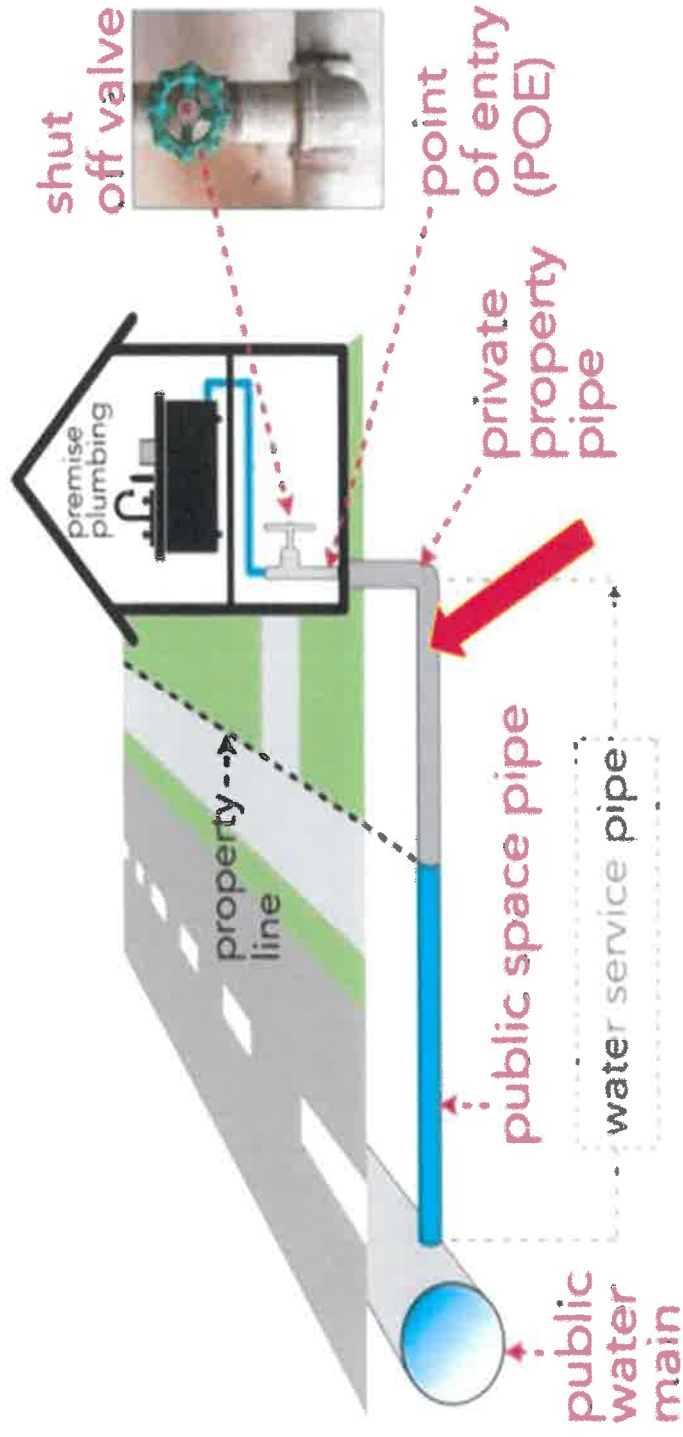 shut
off valve
premise
plumbing
point
of entry
(POE)
private
property
pipe
property
line
public space pipe
water service pipe
public
water
main